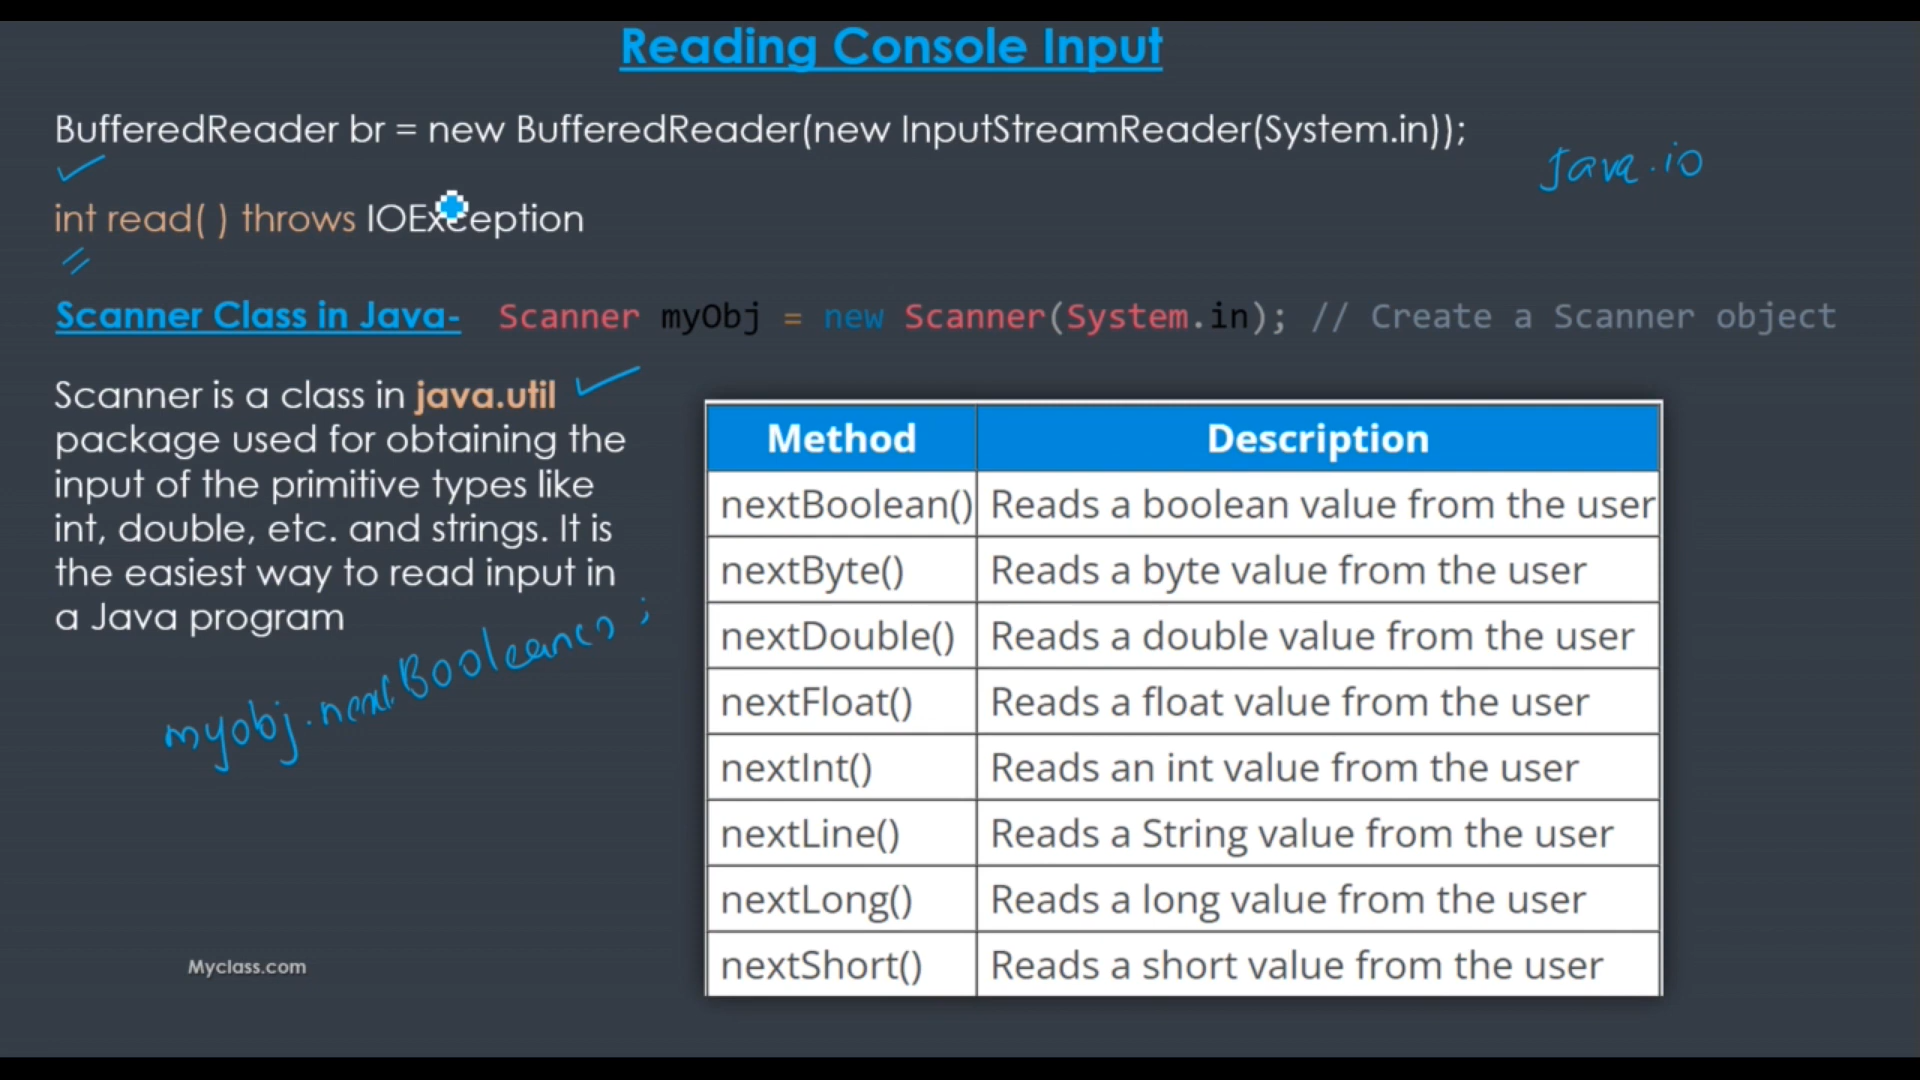 Reading Console Input
BufferedReader br = new BufferedReader(new InputStreamReader(System.in));
java.io
int read( ) throws IOException
Scanner Class in Java- Scanner myObj = new Scanner(System.in); // Create a Scanner object
Scanner is a class in java.util
package used for obtaining the
input of the primitive types like
int, double, etc. and strings. It is
the easiest way to read input in
a Java program
myobj.nextBoolean();
Method Description
nextBoolean() Reads a boolean value from the user
nextByte() Reads a byte value from the user
nextDouble() Reads a double value from the user
nextFloat() Reads a float value from the user
nextInt() Reads an int value from the user
nextLine() Reads a String value from the user
nextLong() Reads a long value from the user
nextShort() Reads a short value from the user
Myclass.com